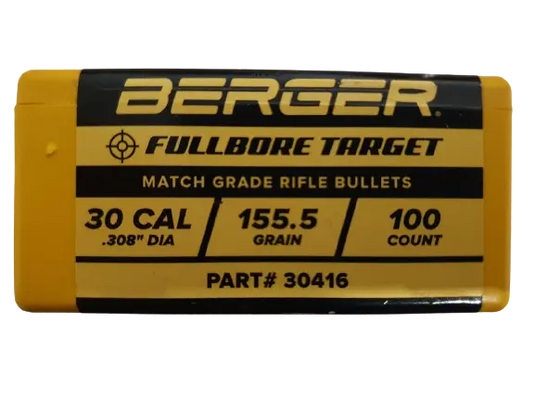 BERGER®
FULLBORE TARGET
MATCH GRADE RIFLE BULLETS
30 CAL 155.5 100
.308" DIA GRAIN COUNT
PART# 30416